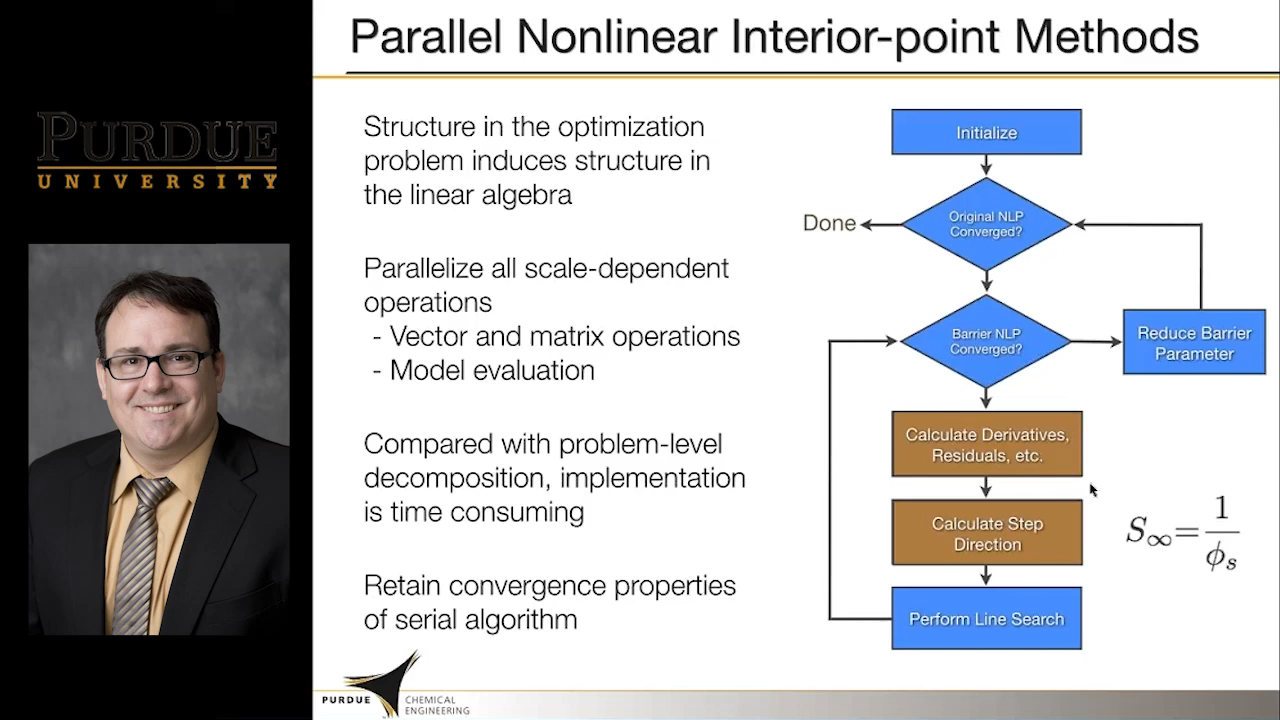 PURDUE
UNIVERSITY
Parallel Nonlinear Interior-point Methods
Structure in the optimization
problem induces structure in
the linear algebra
Parallelize all scale-dependent
operations
- Vector and matrix operations
- Model evaluation
Compared with problem-level
decomposition, implementation
is time consuming
Retain convergence properties
of serial algorithm
Initialize
Original NLP
Converged?
Done
Barrier NLP
Converged?
Reduce Barrier
Parameter
Calculate Derivatives,
Residuals, etc.
Calculate Step
Direction
Perform Line Search
S∞=1/ϕs
PURDUE
CHEMICAL
ENGINEERING